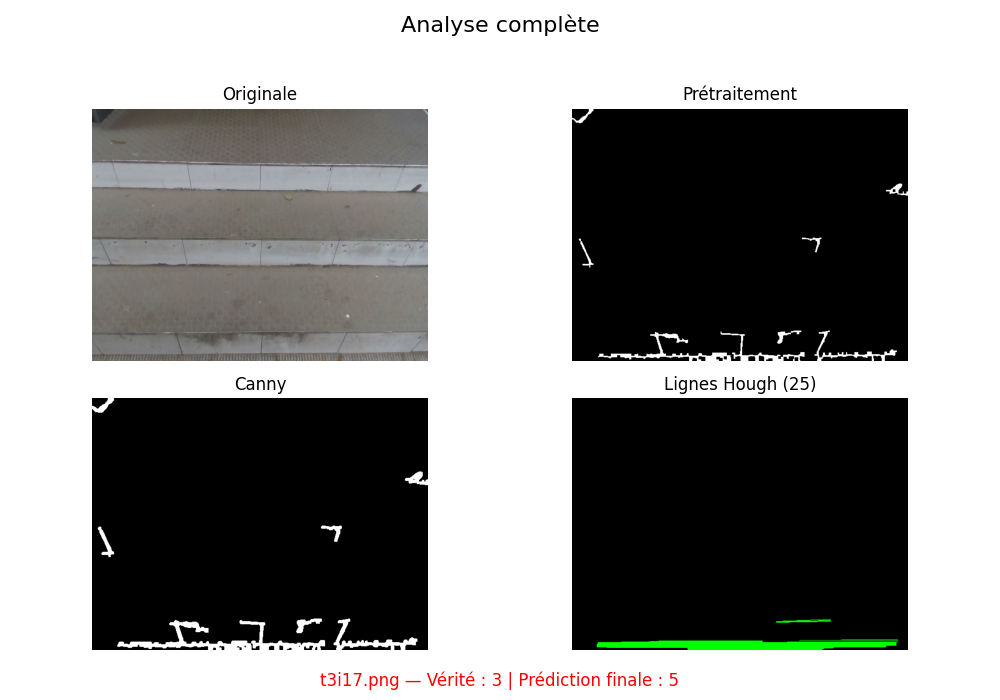 Analyse complète
Originale
Prétraitement
Canny
Lignes Hough (25)
t3i17.png — Vérité : 3 | Prédiction finale : 5